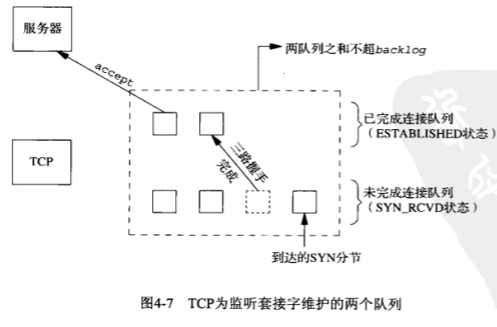 服务器
accept
两队列之和不超backlog
已完成连接队列
（ESTABLISHED状态）
TCP
三路握手
完成
未完成连接队列
（SYN_RCVD状态）
到达的SYN分节
图4-7 TCP为监听套接字维护的两个队列